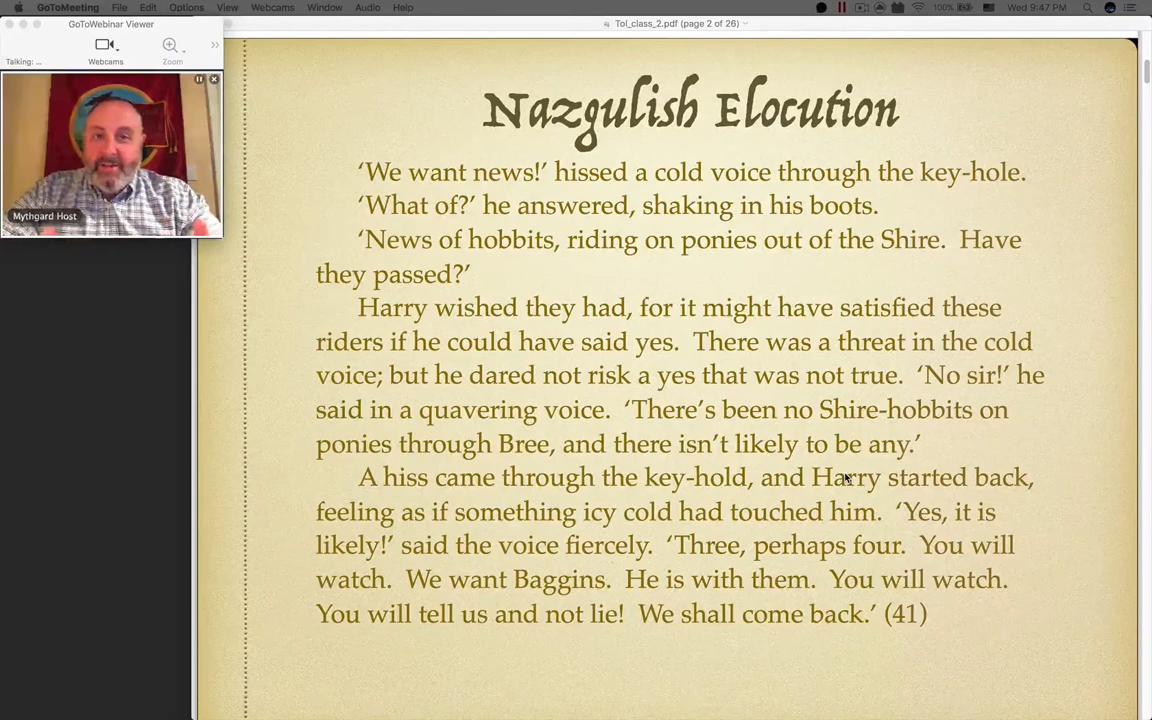 GoToMeeting File Edit Options View Webcams Window Audio Help
100% Wed 9:47 PM
GoToWebinar Viewer
ToI_class_2.pdf (page 2 of 26)
Talking: ...
Webcams
Zoom
Mythgard Host
Nazgulish Elocution
‘We want news!’ hissed a cold voice through the key-hole.
‘What of?’ he answered, shaking in his boots.
‘News of hobbits, riding on ponies out of the Shire. Have
they passed?’
Harry wished they had, for it might have satisfied these
riders if he could have said yes. There was a threat in the cold
voice; but he dared not risk a yes that was not true. ‘No sir!’ he
said in a quavering voice. ‘There’s been no Shire-hobbits on
ponies through Bree, and there isn’t likely to be any.’
A hiss came through the key-hold, and Harry started back,
feeling as if something icy cold had touched him. ‘Yes, it is
likely!’ said the voice fiercely. ‘Three, perhaps four. You will
watch. We want Baggins. He is with them. You will watch.
You will tell us and not lie! We shall come back.’ (41)